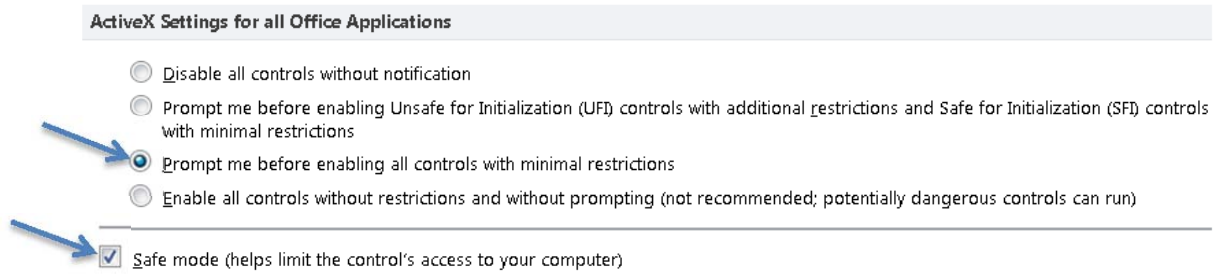 ActiveX Settings for all Office Applications
Disable all controls without notification
Prompt me before enabling Unsafe for Initialization (UFI) controls with additional restrictions and Safe for Initialization (SFI) controls
with minimal restrictions
Prompt me before enabling all controls with minimal restrictions
Enable all controls without restrictions and without prompting (not recommended; potentially dangerous controls can run)
Safe mode (helps limit the control's access to your computer)